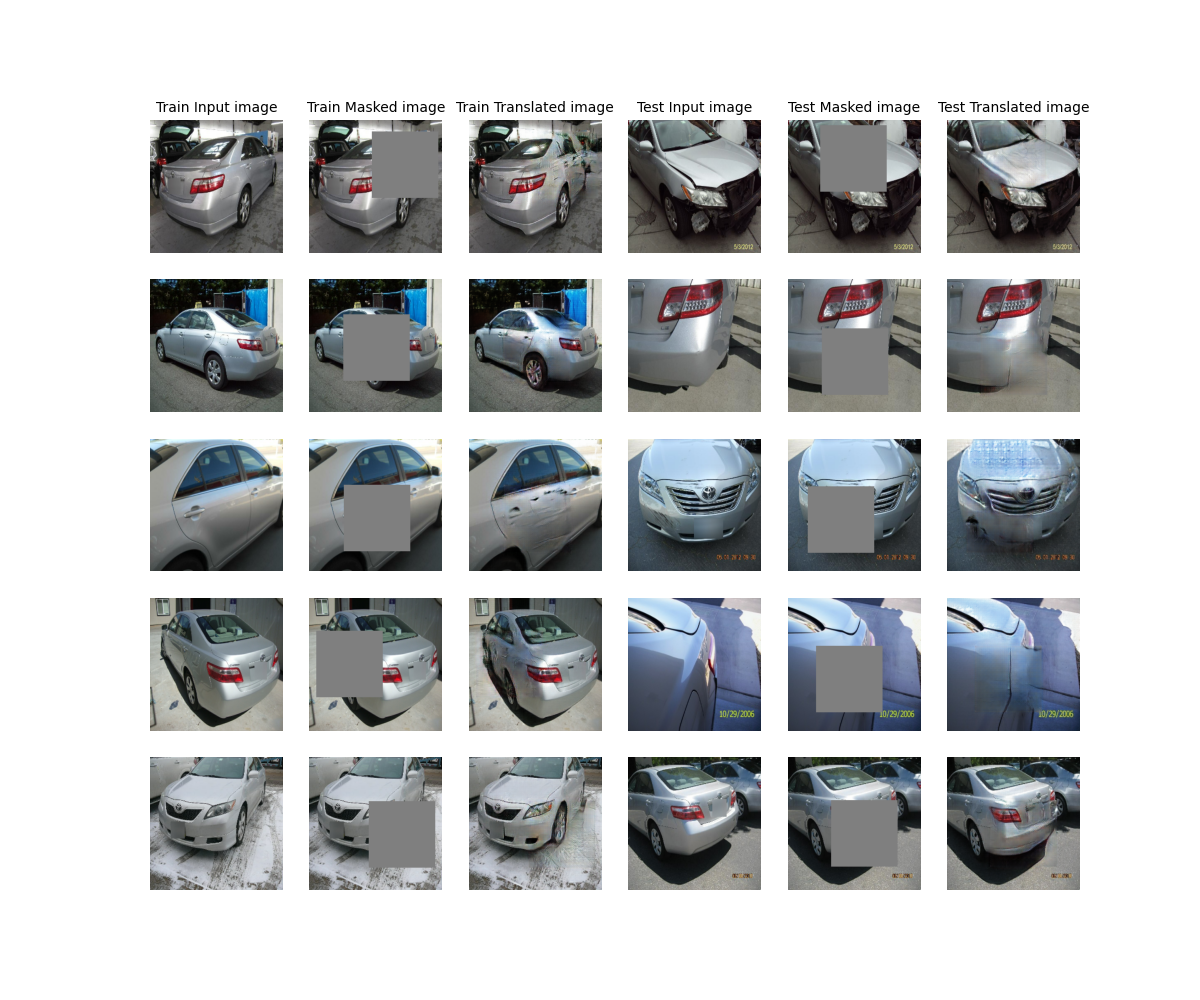 Train Input image
Train Masked image
Train Translated image
Test Input image
Test Masked image
Test Translated image
5/3/2012
5/3/2012
5/3/2012
10/29/2006
10/29/2006
10/29/2006